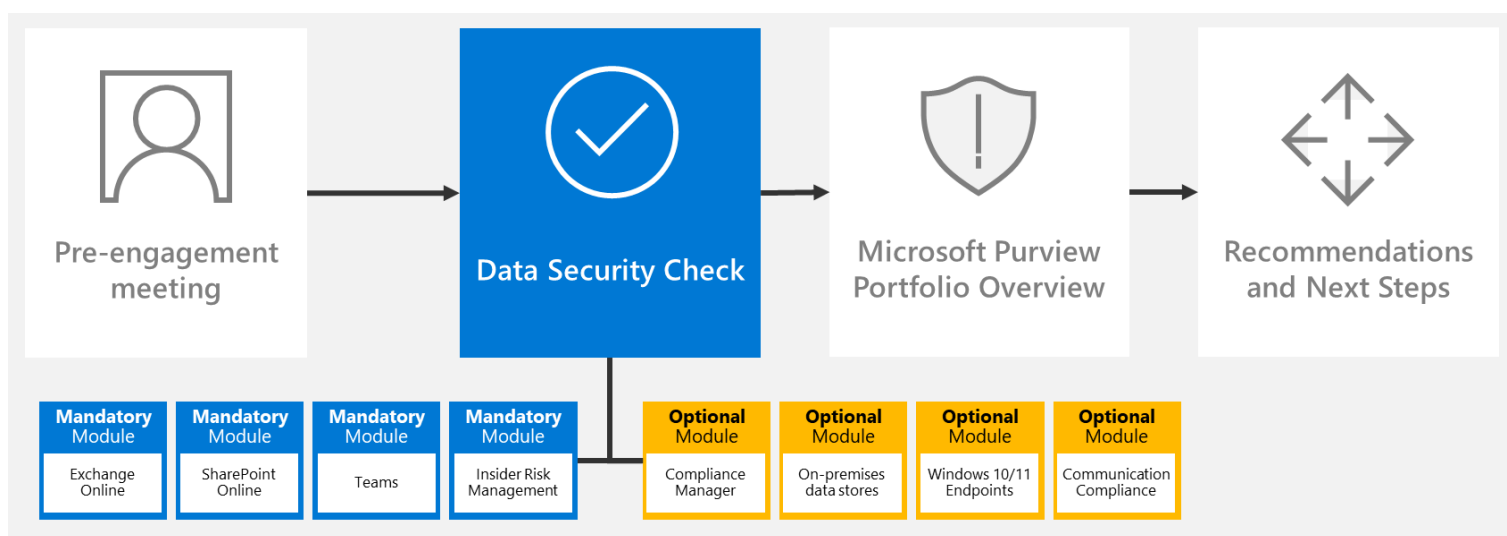 Pre-engagement
meeting
Data Security Check
Microsoft Purview
Portfolio Overview
Recommendations
and Next Steps
Mandatory
Module
Exchange
Online
Mandatory
Module
SharePoint
Online
Mandatory
Module
Teams
Mandatory
Module
Insider Risk
Management
Optional
Module
Compliance
Manager
Optional
Module
On-premises
data stores
Optional
Module
Windows 10/11
Endpoints
Optional
Module
Communication
Compliance